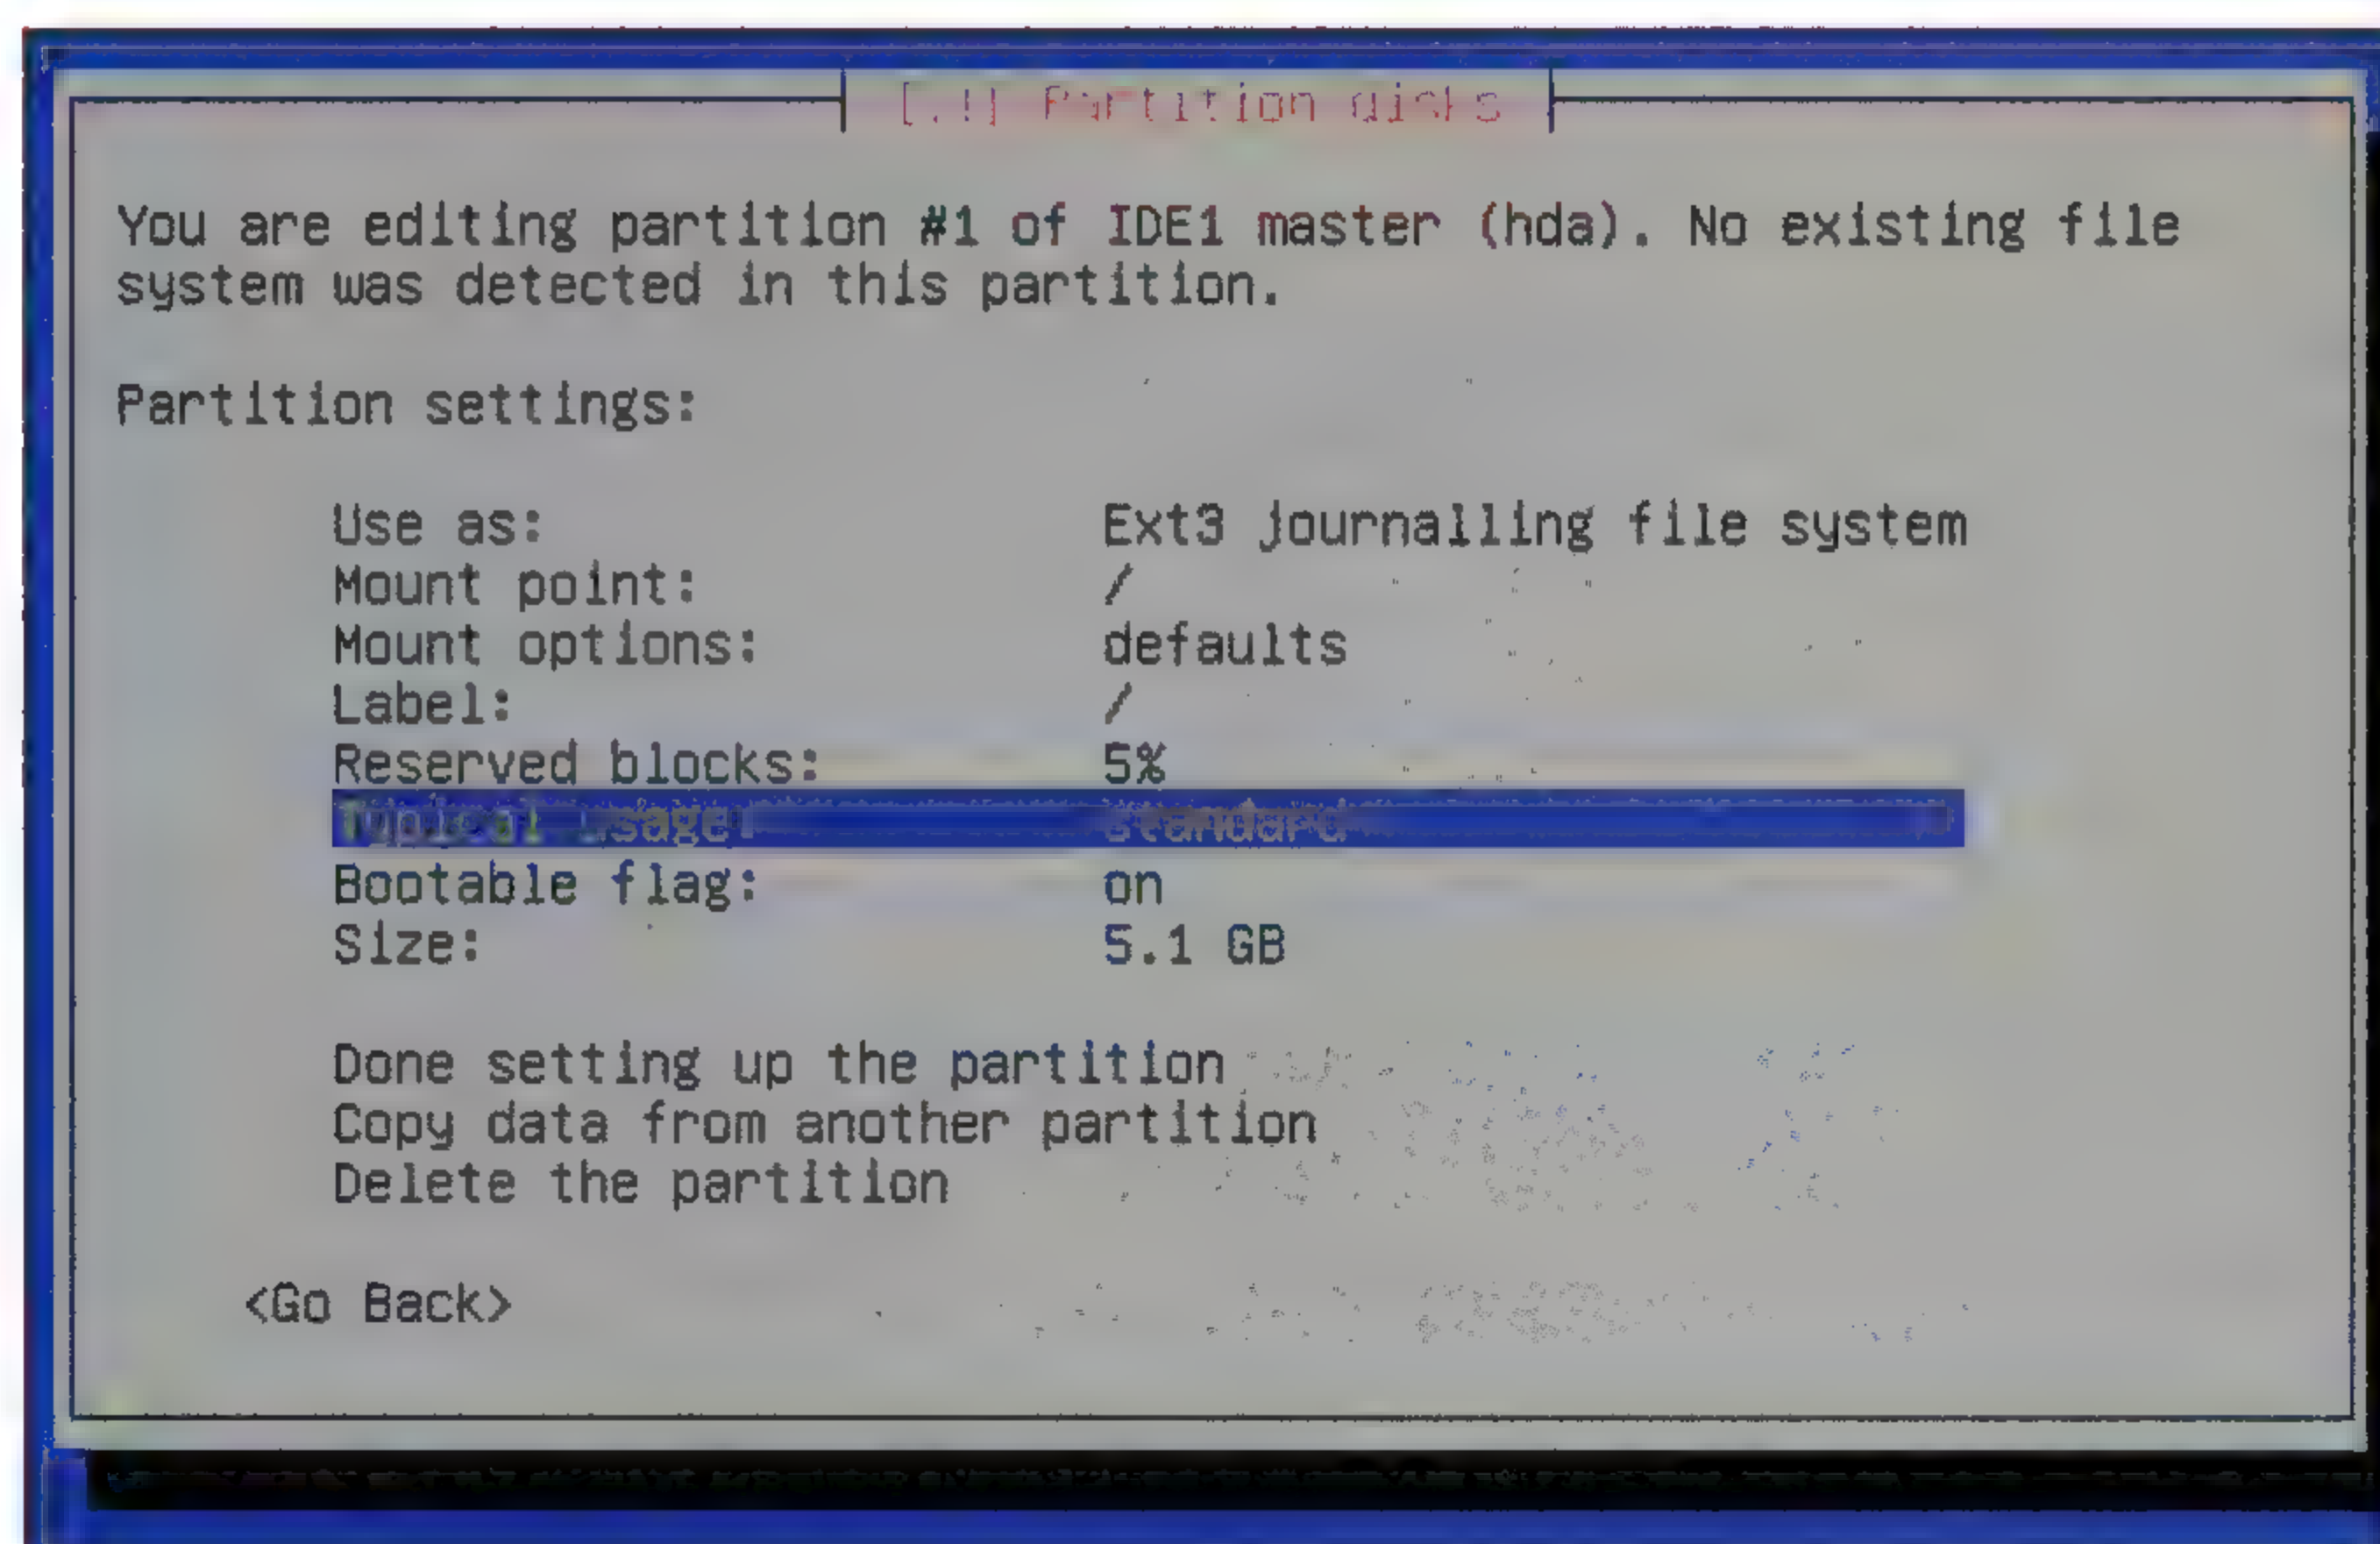 [!!] Partition disks
You are editing partition #1 of IDE1 master (hda). No existing file
system was detected in this partition.
Partition settings:
Use as: Ext3 journalling file system
Mount point: /
Mount options: defaults
Label: /
Reserved blocks: 5%
Typical usage: standard
Bootable flag: on
Size: 5.1 GB
Done setting up the partition
Copy data from another partition
Delete the partition
<Go Back>